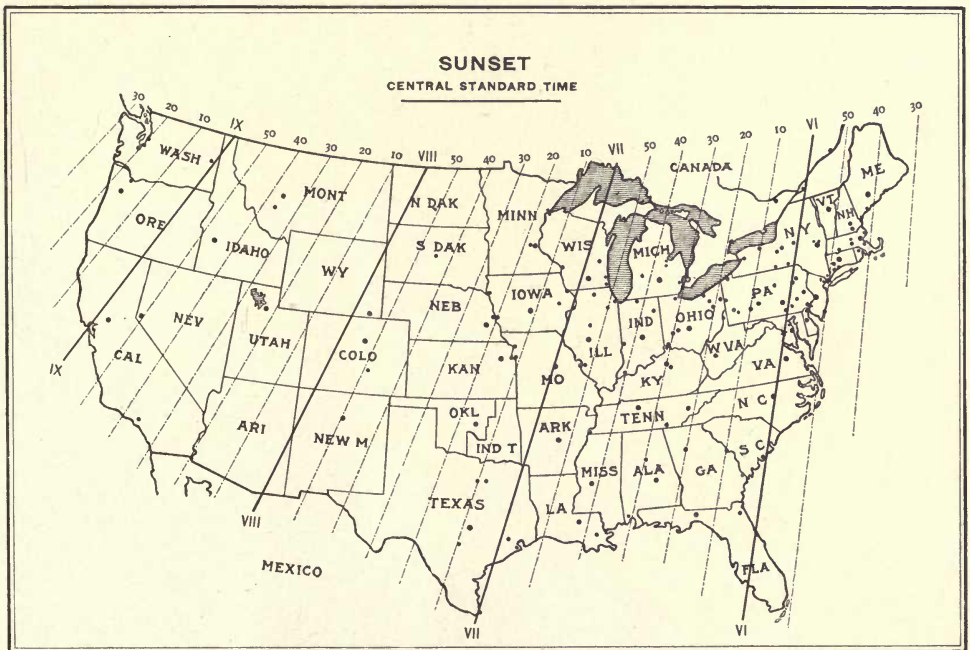 SUNSET
CENTRAL STANDARD TIME
30 20 10 IX 50 40 30 20 10 VIII 50 40 30 20 10 VII 50 40 30 20 10 VI 50 40 30
CANADA
WASH
MONT
N DAK
MINN
ME
VT
NH
ORE
IDAHO
S DAK
WIS
MICH
N Y
WY
IOWA
NEB
PA
NEV
UTAH
COLO
IND
OHIO
ILL
W VA
VA
CAL
KAN
MO
KY
IX
N C
TENN
OKL
ARI
NEW M
IND T
ARK
S C
MISS
ALA
GA
TEXAS
LA
VIII
MEXICO
FLA
VII
VI